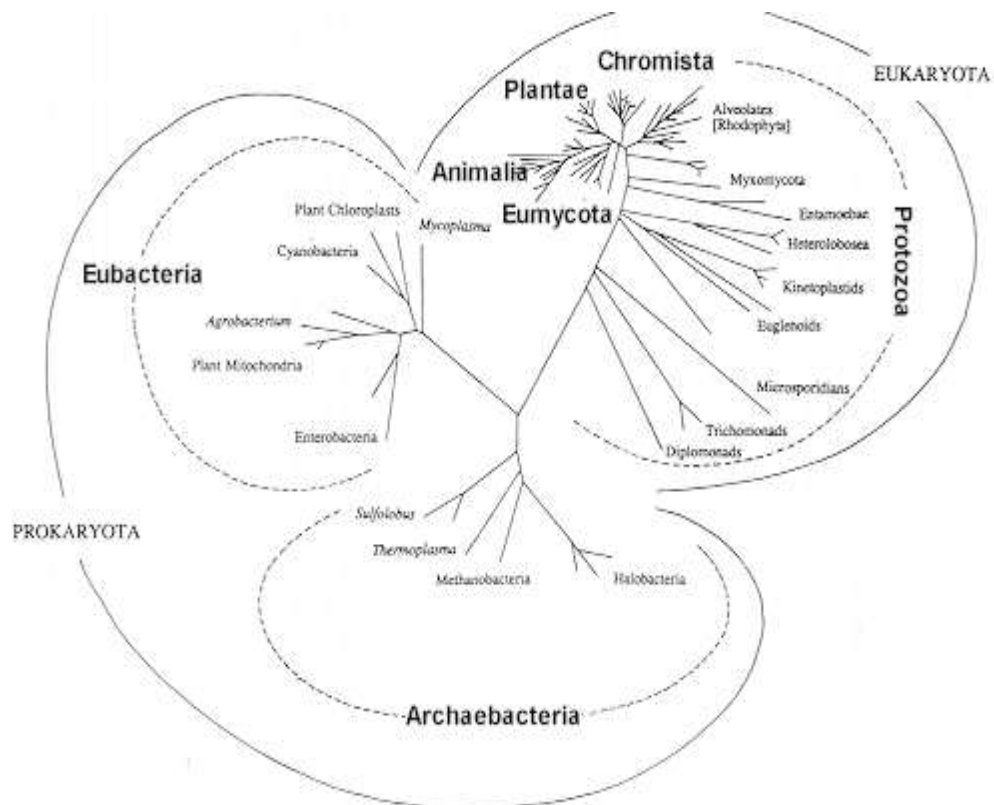 Chromista
EUKARYOTA
Plantae
Alveolates
[Rhodophyta]
Animalia
Myxomycota
Eumycota
Entamoebae
Heterolobosea
Protozoa
Kinetoplastids
Euglenoids
Microsporidians
Trichomonads
Diplomonads
Plant Chloroplasts
Mycoplasma
Cyanobacteria
Eubacteria
Agrobacterium
Plant Mitochondria
Enterobacteria
PROKARYOTA
Sulfolobus
Thermoplasma
Methanobacteria
Halobacteria
Archaebacteria